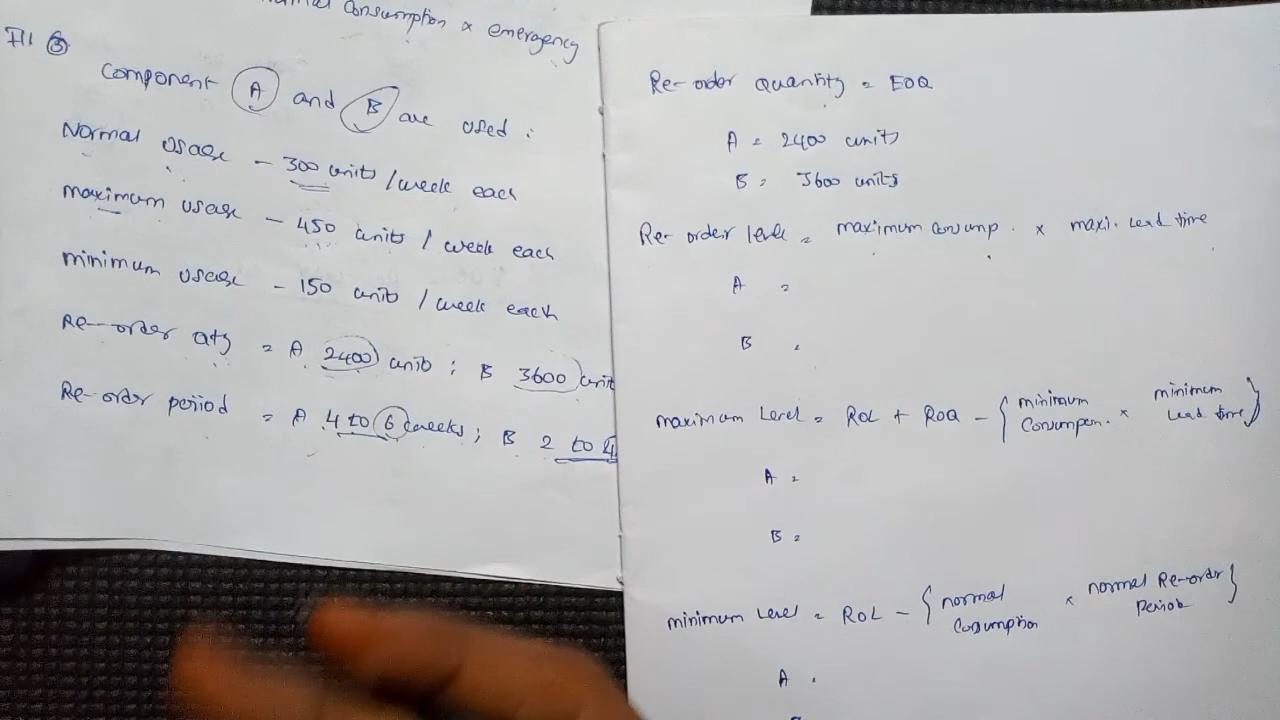 Consumption x emergency
Ill ③
Component A and B are used :
Normal usage - 300 units / week each
maximum usage - 450 units / week each
minimum usage - 150 units / week each
Re-order qty = A 2400 units ; B 3600 units
Re-order period = A 4 to 6 weeks ; B 2 to 4
Re-order Quantity = EOQ
A = 2400 units
B = 3600 units
Re-order level = maximum Consump. x maxi. Lead time
A =
B =
maximum Level = ROL + ROQ - { minimum Consumpon. x minimum Lead time }
A =
B =
minimum Level = ROL - { normal Consumption x normal Re-order Period }
A =